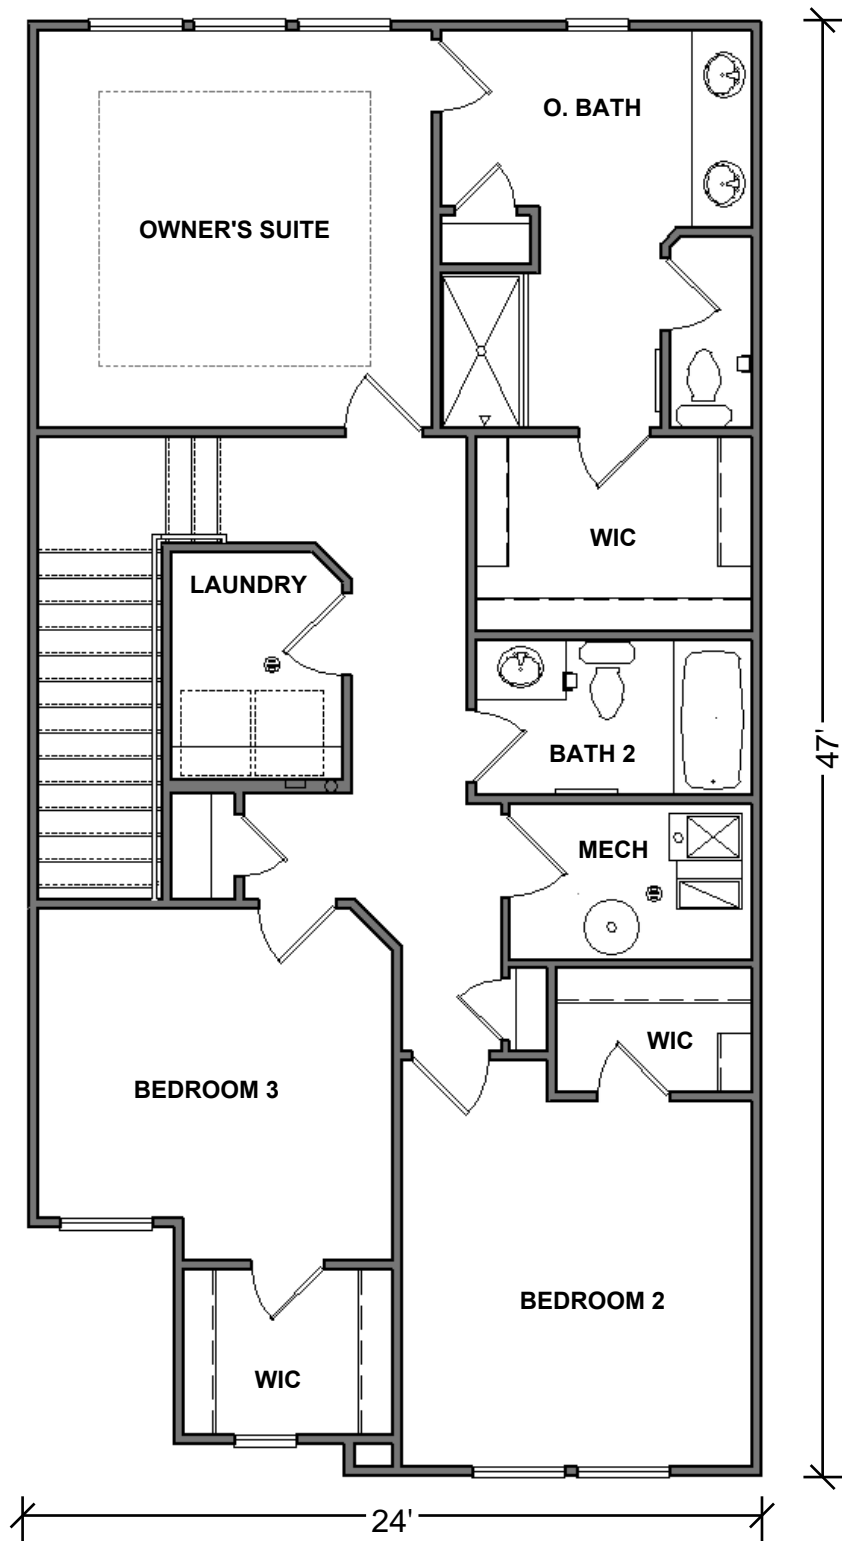 O. BATH
OWNER'S SUITE
WIC
LAUNDRY
BATH 2
47'
MECH
WIC
BEDROOM 3
BEDROOM 2
WIC
24'